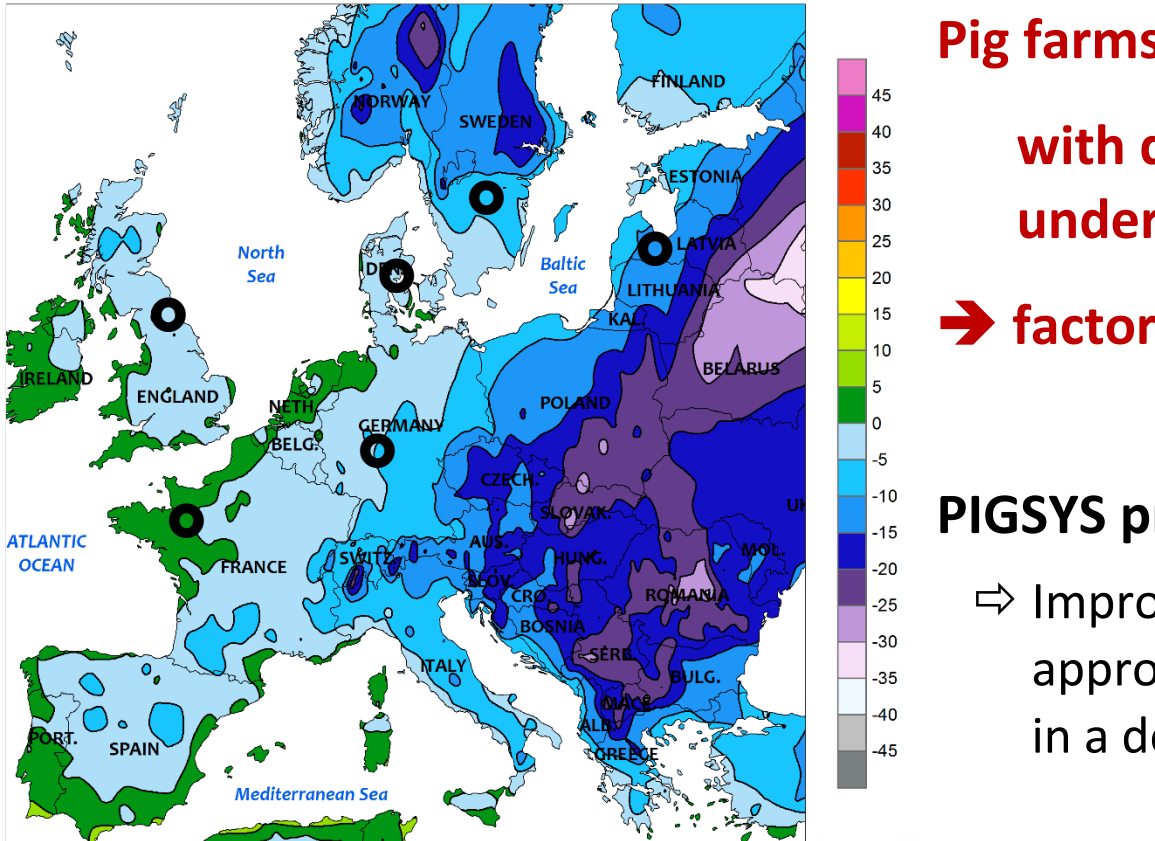 FINLAND
NORWAY
SWEDEN
ESTONIA
LATVIA
North
Sea
DEN.
Baltic
Sea
LITHUANIA
KAL.
BELARUS
IRELAND
ENGLAND
NETH.
POLAND
GERMANY
BELG.
CZECH.
SLOVAK.
UK
ATLANTIC
OCEAN
AUS.
MOL.
SWITZ.
HUNG.
FRANCE
SLOV.
CRO.
ROMANIA
BOSNIA
SERB.
ITALY
BULG.
MACE.
ALB.
PORT.
SPAIN
GREECE
Mediterranean Sea
45
40
35
30
25
20
15
10
5
0
-5
-10
-15
-20
-25
-30
-35
-40
-45
Pig farms
with d
under
➔ factor
PIGSYS pr
⇨ Impro
appro
in a de